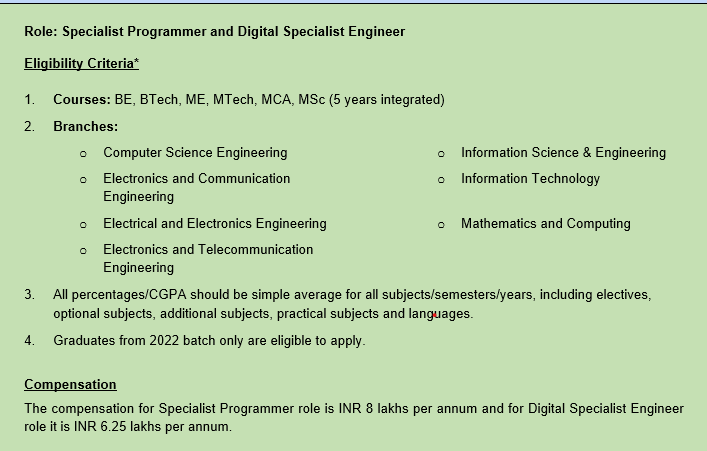 Role: Specialist Programmer and Digital Specialist Engineer
Eligibility Criteria*
1. Courses: BE, BTech, ME, MTech, MCA, MSc (5 years integrated)
2. Branches:
o Computer Science Engineering
o Information Science & Engineering
o Electronics and Communication
Engineering
o Information Technology
o Electrical and Electronics Engineering
o Mathematics and Computing
o Electronics and Telecommunication
Engineering
3. All percentages/CGPA should be simple average for all subjects/semesters/years, including electives,
optional subjects, additional subjects, practical subjects and languages.
4. Graduates from 2022 batch only are eligible to apply.
Compensation
The compensation for Specialist Programmer role is INR 8 lakhs per annum and for Digital Specialist Engineer
role it is INR 6.25 lakhs per annum.